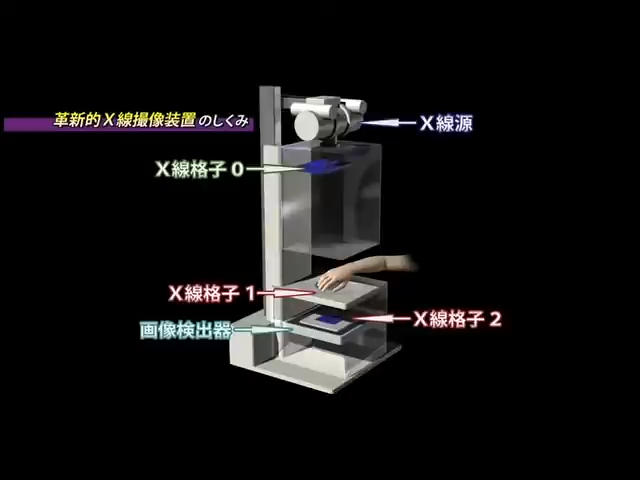 革新的Ｘ線撮像装置のしくみ
Ｘ線源
Ｘ線格子０
Ｘ線格子１
Ｘ線格子２
画像検出器